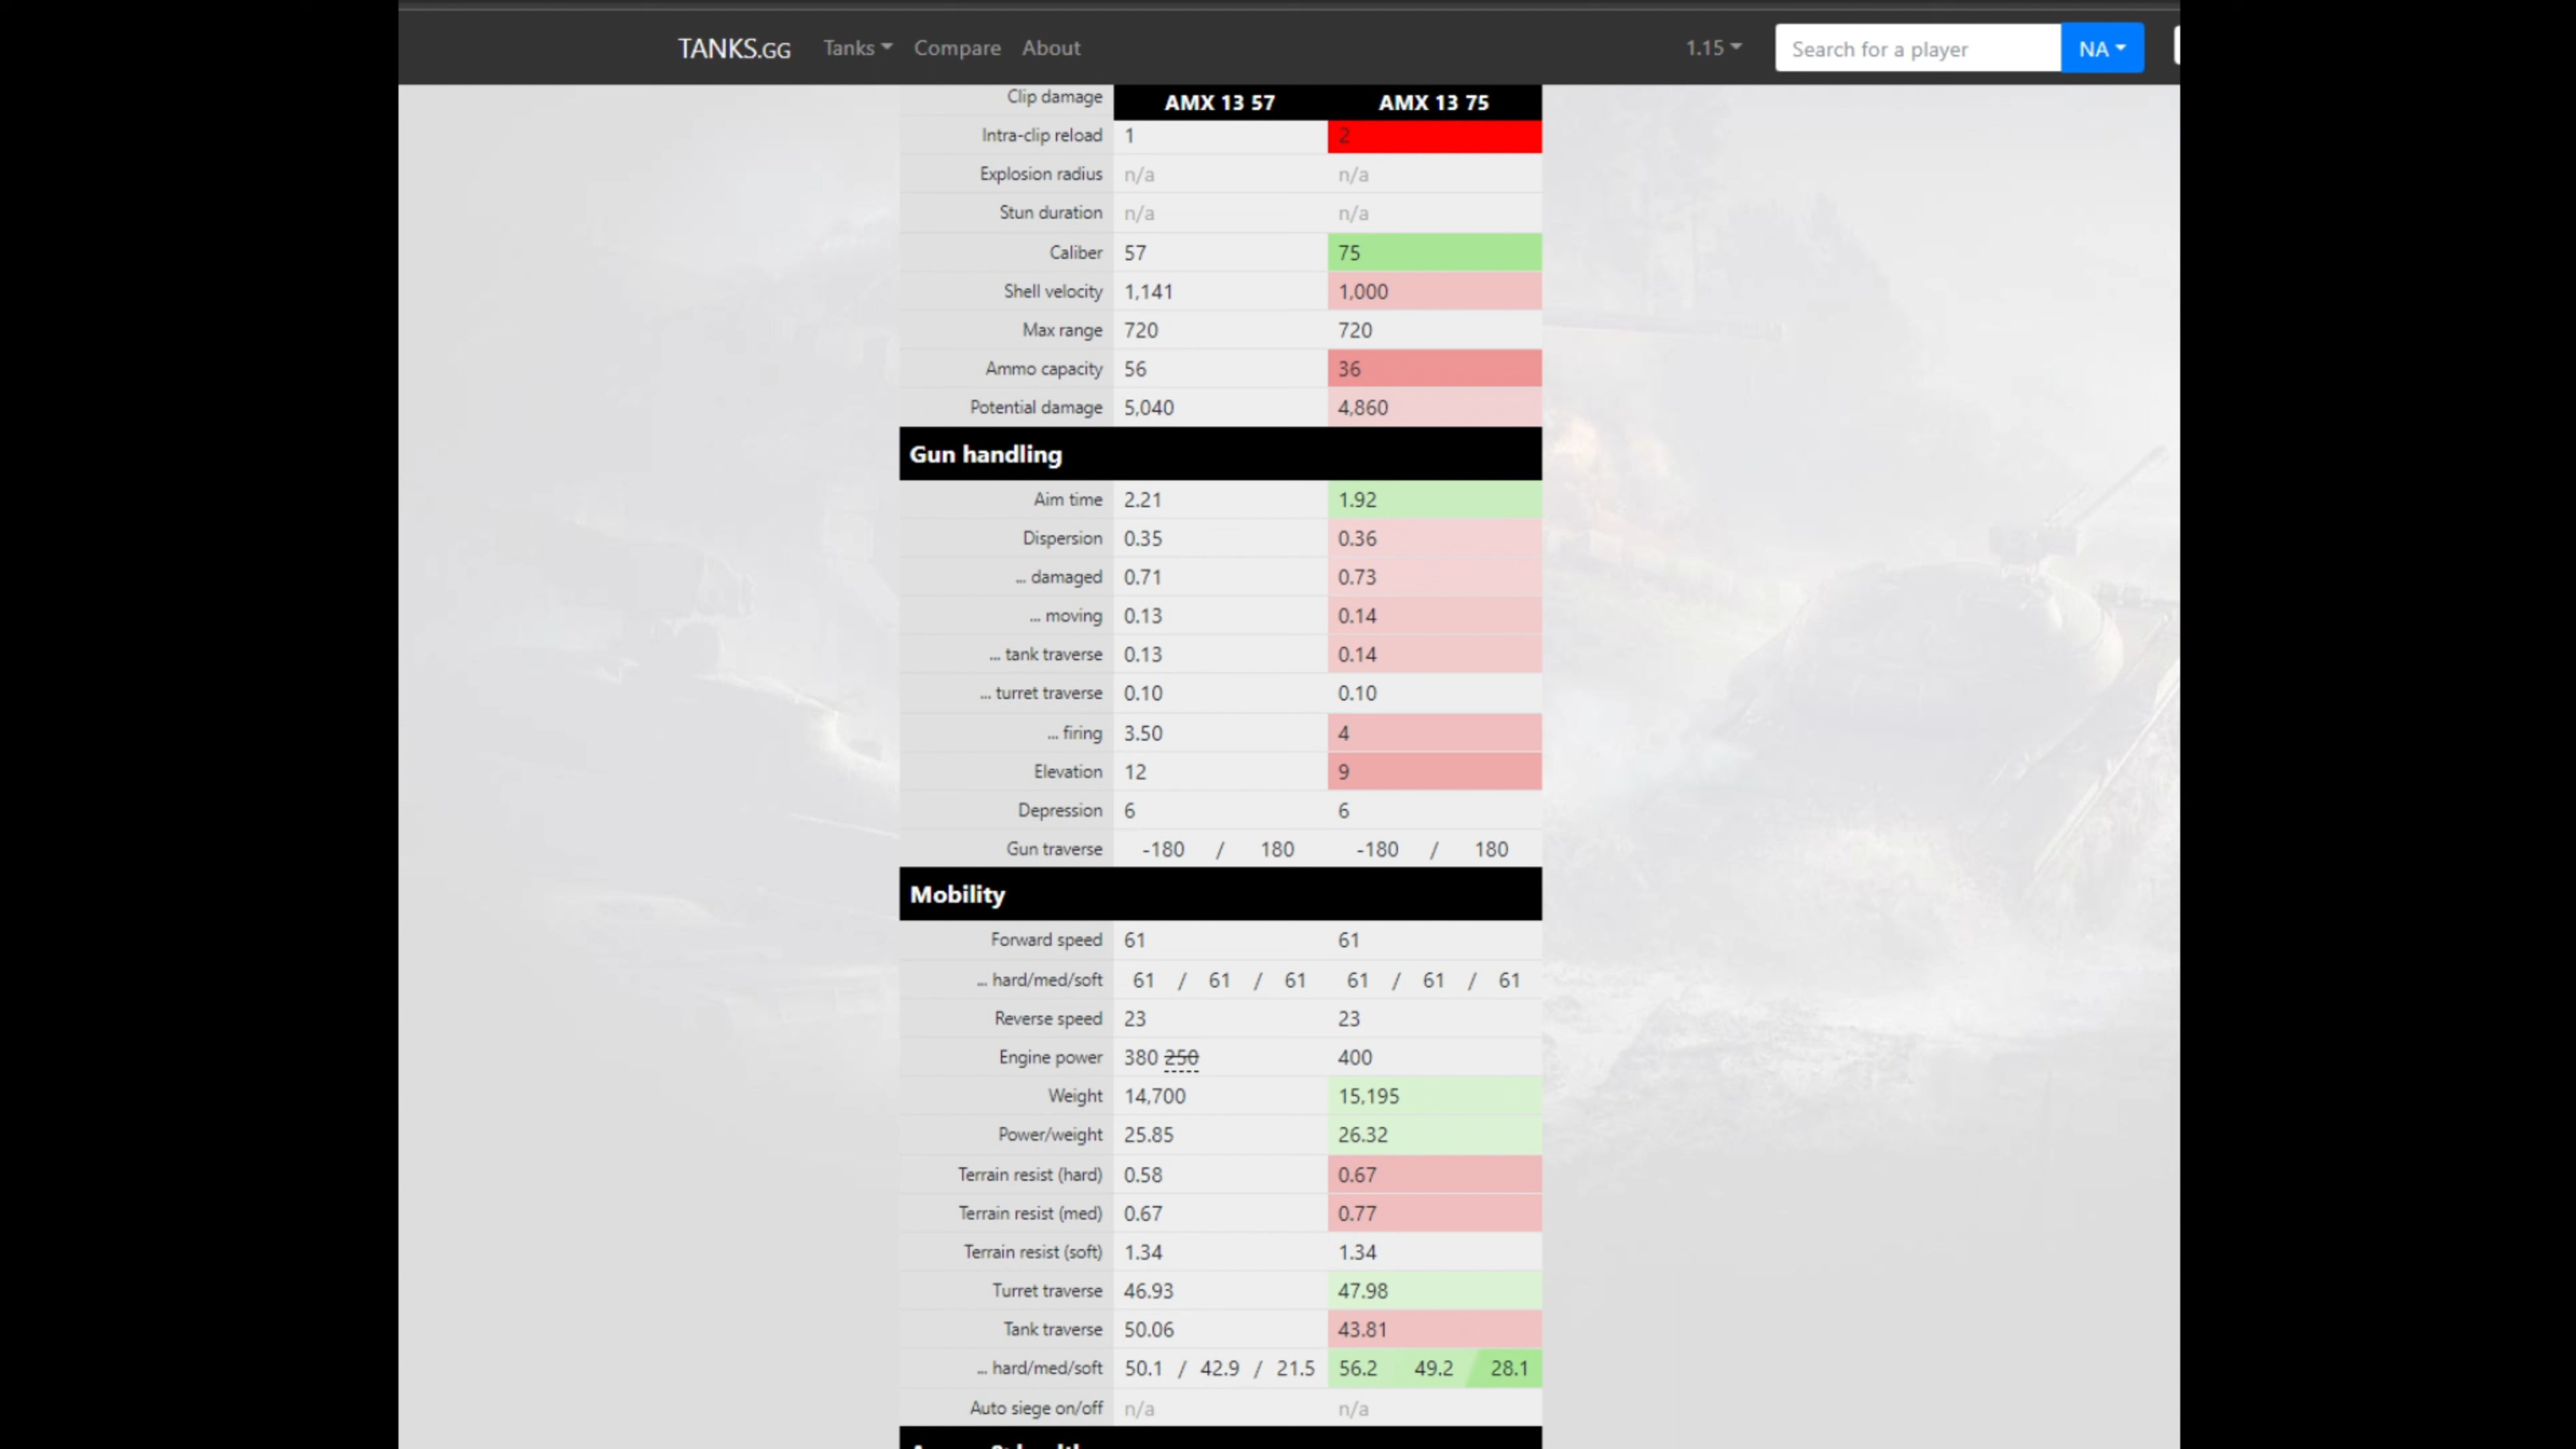 TANKS.GG Tanks Compare About 1.15 Search for a player NA
Clip damage AMX 13 57 AMX 13 75
Intra-clip reload 1 2
Explosion radius n/a n/a
Stun duration n/a n/a
Caliber 57 75
Shell velocity 1,141 1,000
Max range 720 720
Ammo capacity 56 36
Potential damage 5,040 4,860
Gun handling
Aim time 2.21 1.92
Dispersion 0.35 0.36
... damaged 0.71 0.73
... moving 0.13 0.14
... tank traverse 0.13 0.14
... turret traverse 0.10 0.10
... firing 3.50 4
Elevation 12 9
Depression 6 6
Gun traverse -180 / 180 -180 / 180
Mobility
Forward speed 61 61
... hard/med/soft 61 / 61 / 61 61 / 61 / 61
Reverse speed 23 23
Engine power 380 250 400
Weight 14,700 15,195
Power/weight 25.85 26.32
Terrain resist (hard) 0.58 0.67
Terrain resist (med) 0.67 0.77
Terrain resist (soft) 1.34 1.34
Turret traverse 46.93 47.98
Tank traverse 50.06 43.81
... hard/med/soft 50.1 / 42.9 / 21.5 56.2 49.2 28.1
Auto siege on/off n/a n/a